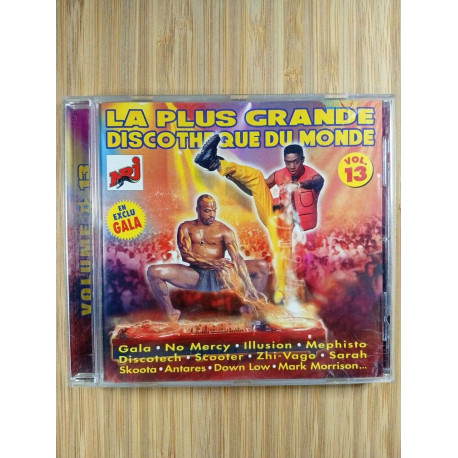 LA PLUS GRANDE
DISCOTHEQUE DU MONDE
VOL.
13
NRJ
EN
EXCLU
GALA
VOLUME # 13
Gala • No Mercy • Illusion • Mephisto
Discotech • Scooter • Zhi-Vago • Sarah
Skoota • Antares • Down Low • Mark Morrison...